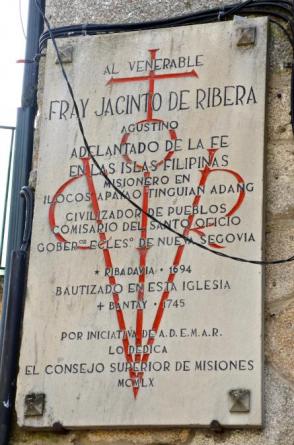 AL VENERABLE
FRAY JACINTO DE RIBERA
AGUSTINO
ADELANTADO DE LA FE
EN LAS ISLAS FILIPINAS
MISIONERO EN
ILOCOS APAYAO TINGUIAN ADANG
CIVILIZADOR DE PUEBLOS
COMISARIO DEL SANTO OFICIO
GOBERᵒʳ ECLESᶜᵒ DE NUEVA SEGOVIA
* RIBADAVIA - 1694
BAUTIZADO EN ESTA IGLESIA
+ BANTAY - 1745
POR INICIATIVA DE A.D.E.M.A.R.
LO DEDICA
EL CONSEJO SUPERIOR DE MISIONES
MCMLX